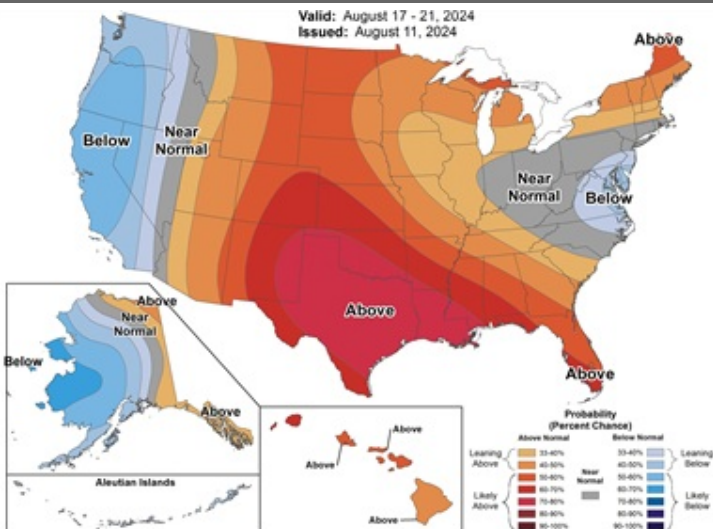 Valid: August 17 - 21, 2024
Issued: August 11, 2024
Above
Below
Near
Normal
Near
Normal
Below
Above
Above
Above
Near
Normal
Below
Above
Aleutian Islands
Above
Above
Above
Probability
(Percent Chance)
Above Normal
Below Normal
Leaning
Above
33-40%
40-50%
Likely
Above
50-60%
60-70%
70-80%
80-90%
90-100%
Near
Normal
33-40%
40-50%
Leaning
Below
50-60%
60-70%
70-80%
80-90%
90-100%
Likely
Below